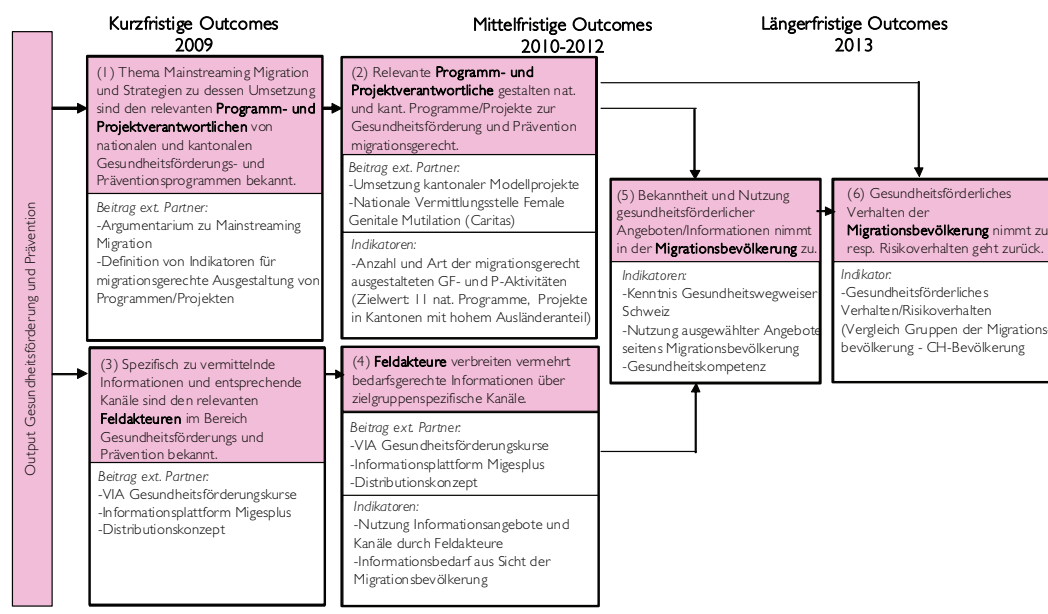 Kurzfristige Outcomes
2009
Mittelfristige Outcomes
2010-2012
Längerfristige Outcomes
2013
Output Gesundheitsförderung und Prävention
(1) Thema Mainstreaming Migration
und Strategien zu dessen Umsetzung
sind den relevanten Programm- und
Projektverantwortlichen von
nationalen und kantonalen
Gesundheitsförderungs- und
Präventionsprogrammen bekannt.
Beitrag ext. Partner:
-Argumentarium zu Mainstreaming
Migration
-Definition von Indikatoren für
migrationsgerechte Ausgestaltung von
Programmen/Projekten
(2) Relevante Programm- und
Projektverantwortliche gestalten nat.
und kant. Programme/Projekte zur
Gesundheitsförderung und Prävention
migrationsgerecht.
Beitrag ext. Partner:
-Umsetzung kantonaler Modellprojekte
-Nationale Vermittlungsstelle Female
Genitale Mutilation (Caritas)
Indikatoren:
-Anzahl und Art der migrationsgerecht
ausgestalteten GF- und P-Aktivitäten
(Zielwert 11 nat. Programme, Projekte
in Kantonen mit hohem Ausländeranteil)
(3) Spezifisch zu vermittelnde
Informationen und entsprechende
Kanäle sind den relevanten
Feldakteuren im Bereich
Gesundheitsförderungs und
Prävention bekannt.
Beitrag ext. Partner:
-VIA Gesundheitsförderungskurse
-Informationsplattform Migesplus
-Distributionskonzept
(4) Feldakteure verbreiten vermehrt
bedarfsgerechte Informationen über
zielgruppenspezifische Kanäle.
Beitrag ext. Partner:
-VIA Gesundheitsförderungskurse
-Informationsplattform Migesplus
-Distributionskonzept
Indikatoren:
-Nutzung Informationsangebote und
Kanäle durch Feldakteure
-Informationsbedarf aus Sicht der
Migrationsbevölkerung
(5) Bekanntheit und Nutzung
gesundheitsförderlicher
Angeboten/Informationen nimmt
in der Migrationsbevölkerung zu.
Indikatoren:
-Kenntnis Gesundheitswegweiser
Schweiz
-Nutzung ausgewählter Angebote
seitens Migrationsbevölkerung
-Gesundheitskompetenz
(6) Gesundheitsförderliches
Verhalten der
Migrationsbevölkerung nimmt zu
resp. Risikoverhalten geht zurück.
Indikator:
-Gesundheitsförderliches
Verhalten/Risikoverhalten
(Vergleich Gruppen der Migrations-
bevölkerung - CH-Bevölkerung